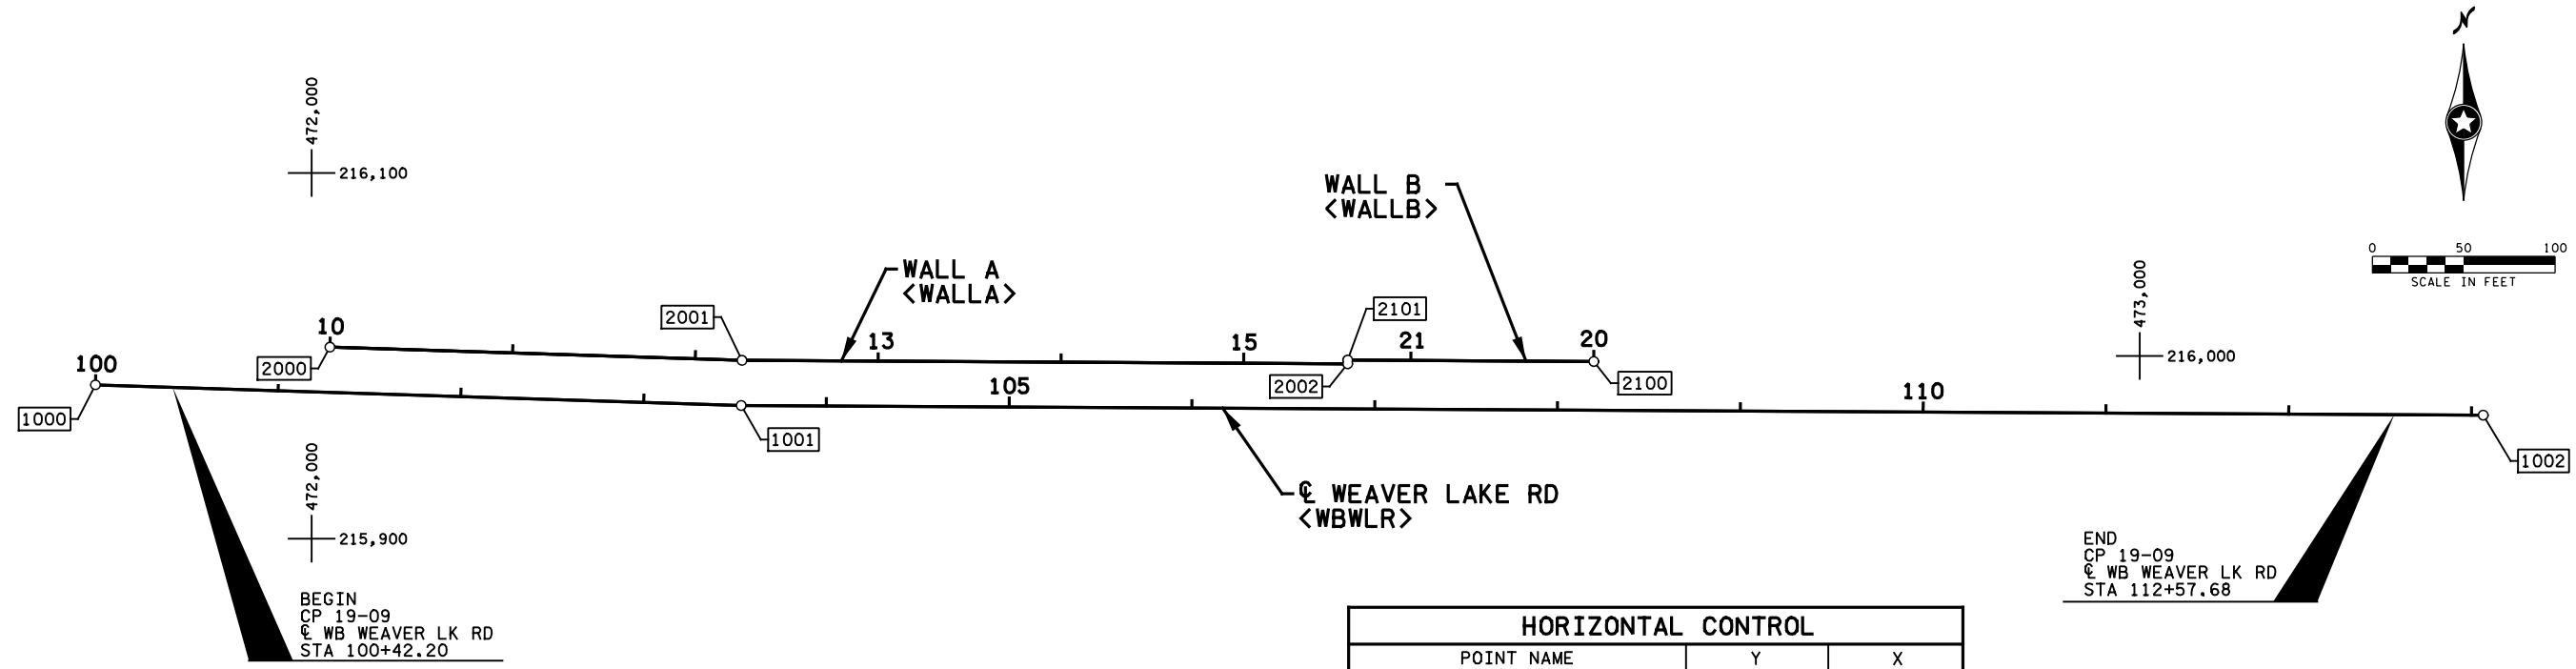 N
472,000
216,100
WALL B
<WALLB>
0 50 100
SCALE IN FEET
WALL A
<WALLA>
473,000
216,000
2001
2101
10
13
15
21
20
100
2000
2002
2100
105
110
1000
1001
1002
472,000
215,900
℄ WEAVER LAKE RD
<WBWLR>
BEGIN
CP 19-09
℄ WB WEAVER LK RD
STA 100+42.20
END
CP 19-09
℄ WB WEAVER LK RD
STA 112+57.68
HORIZONTAL CONTROL
POINT NAME Y X